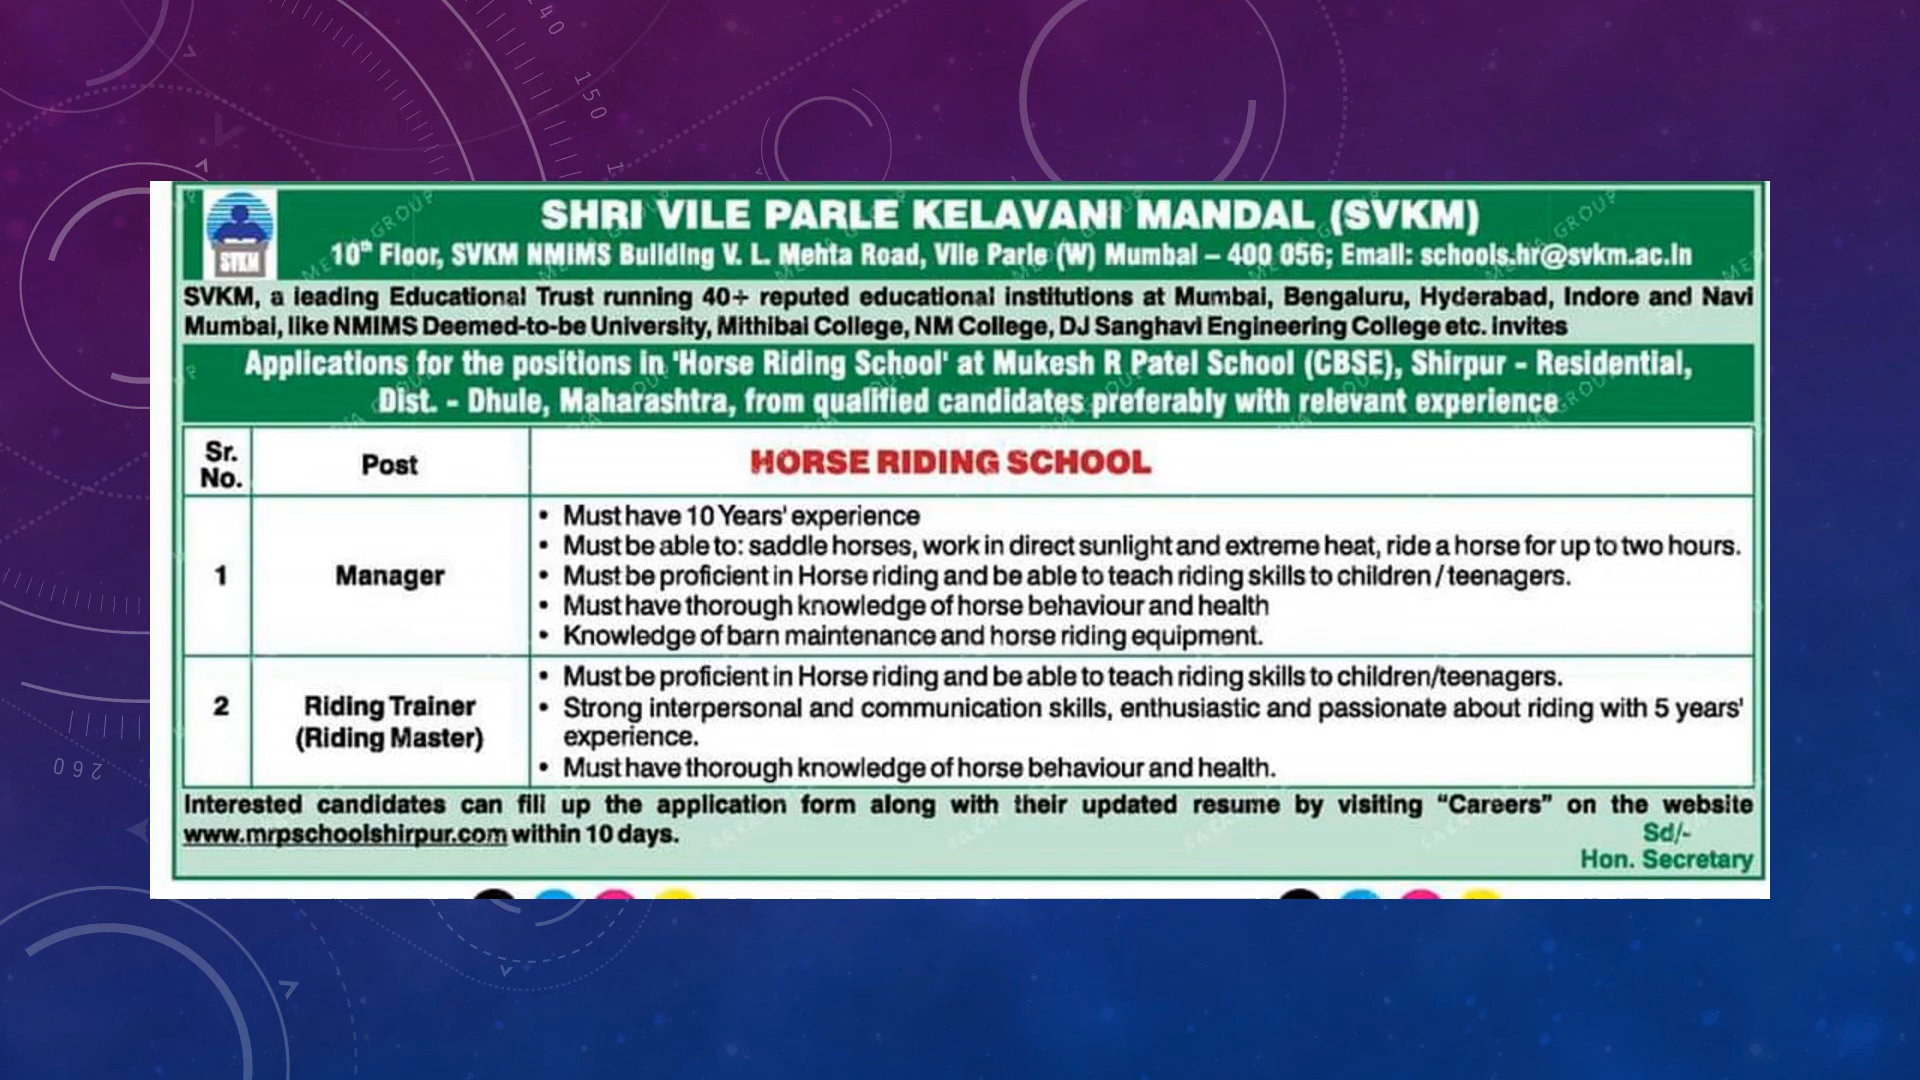 SHRI VILE PARLE KELAVANI MANDAL (SVKM)
10th Floor, SVKM NMIMS Building V. L. Mehta Road, Vile Parle (W) Mumbai – 400 056; Email: schools.hr@svkm.ac.in
SVKM
SVKM, a leading Educational Trust running 40+ reputed educational institutions at Mumbai, Bengaluru, Hyderabad, Indore and Navi
Mumbai, like NMIMS Deemed-to-be University, Mithibai College, NM College, DJ Sanghavi Engineering College etc. invites
Applications for the positions in 'Horse Riding School' at Mukesh R Patel School (CBSE), Shirpur - Residential,
Dist. - Dhule, Maharashtra, from qualified candidates preferably with relevant experience
Sr.
No.
Post
HORSE RIDING SCHOOL
1
Manager
• Must have 10 Years' experience
• Must be able to: saddle horses, work in direct sunlight and extreme heat, ride a horse for up to two hours.
• Must be proficient in Horse riding and be able to teach riding skills to children / teenagers.
• Must have thorough knowledge of horse behaviour and health
• Knowledge of barn maintenance and horse riding equipment.
2
Riding Trainer
(Riding Master)
• Must be proficient in Horse riding and be able to teach riding skills to children/teenagers.
• Strong interpersonal and communication skills, enthusiastic and passionate about riding with 5 years'
experience.
• Must have thorough knowledge of horse behaviour and health.
Interested candidates can fill up the application form along with their updated resume by visiting “Careers” on the website
www.mrpschoolshirpur.com within 10 days.
Sd/-
Hon. Secretary
140
150
260